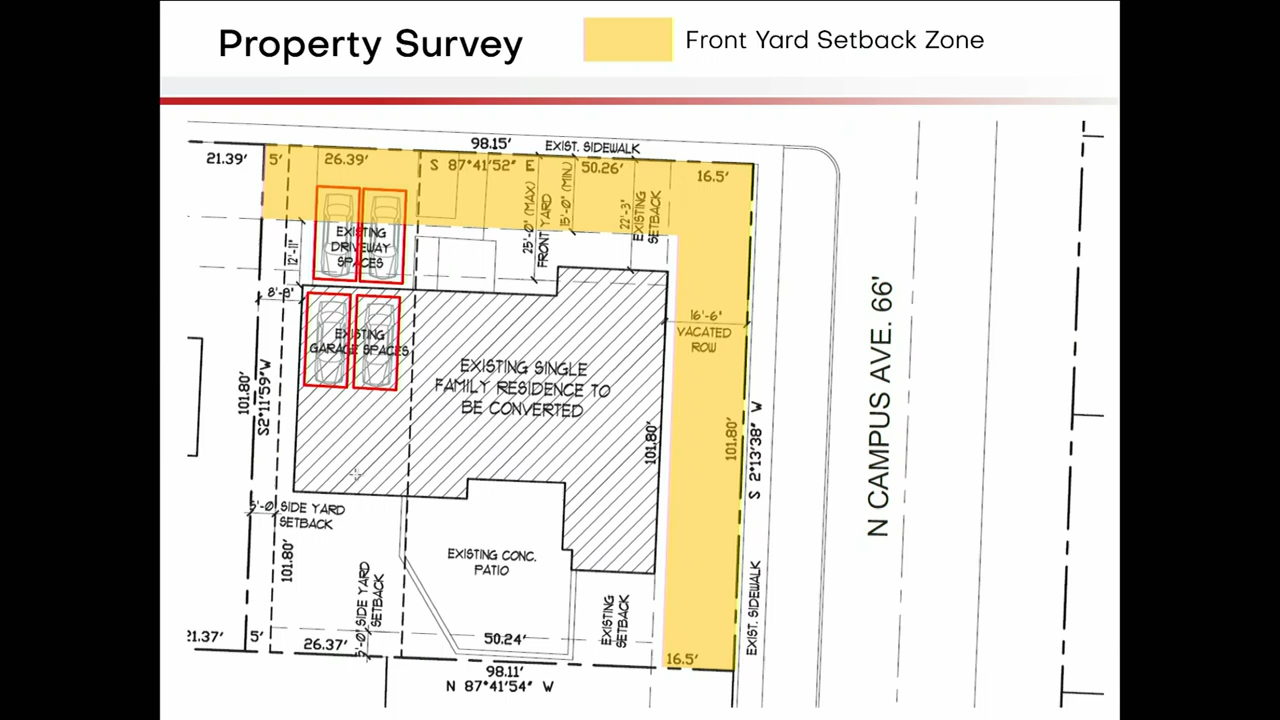 Property Survey
Front Yard Setback Zone
98.15'
EXIST. SIDEWALK
21.39'
5'
26.39'
S 87°41'52" E
50.26'
16.5'
25'-0" (MAX)
FRONT YARD
15'-0" (MIN)
22'-3"
EXISTING
SETBACK
EXISTING
DRIVEWAY
SPACES
12'-11"
8'-8"
EXISTING
GARAGE SPACES
16'-6"
VACATED
ROW
EXISTING SINGLE
FAMILY RESIDENCE TO
BE CONVERTED
101.80'
S2°11'59"W
101.80'
101.80'
S 2°13'38" W
N CAMPUS AVE. 66'
5'-0"
SIDE YARD
SETBACK
101.80'
5'-0" SIDE YARD
SETBACK
EXISTING CONC.
PATIO
EXISTING
SETBACK
EXIST. SIDEWALK
21.37'
5'
26.37'
50.24'
16.5'
98.11'
N 87°41'54" W